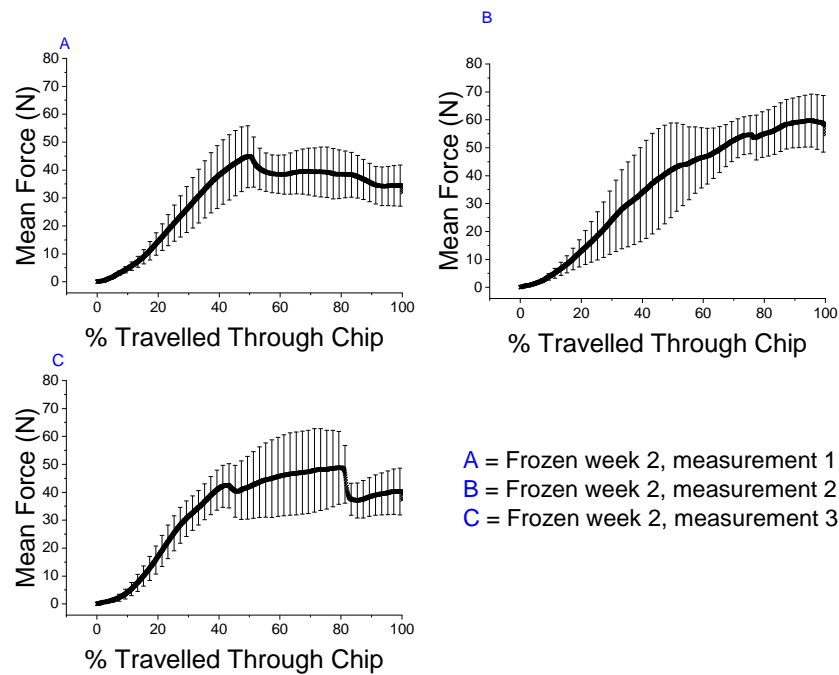 A
80
70
60
50
40
30
20
10
0
Mean Force (N)
0 20 40 60 80 100
% Travelled Through Chip
B
80
70
60
50
40
30
20
10
0
Mean Force (N)
0 20 40 60 80 100
% Travelled Through Chip
C
80
70
60
50
40
30
20
10
0
Mean Force (N)
0 20 40 60 80 100
% Travelled Through Chip
A = Frozen week 2, measurement 1
B = Frozen week 2, measurement 2
C = Frozen week 2, measurement 3